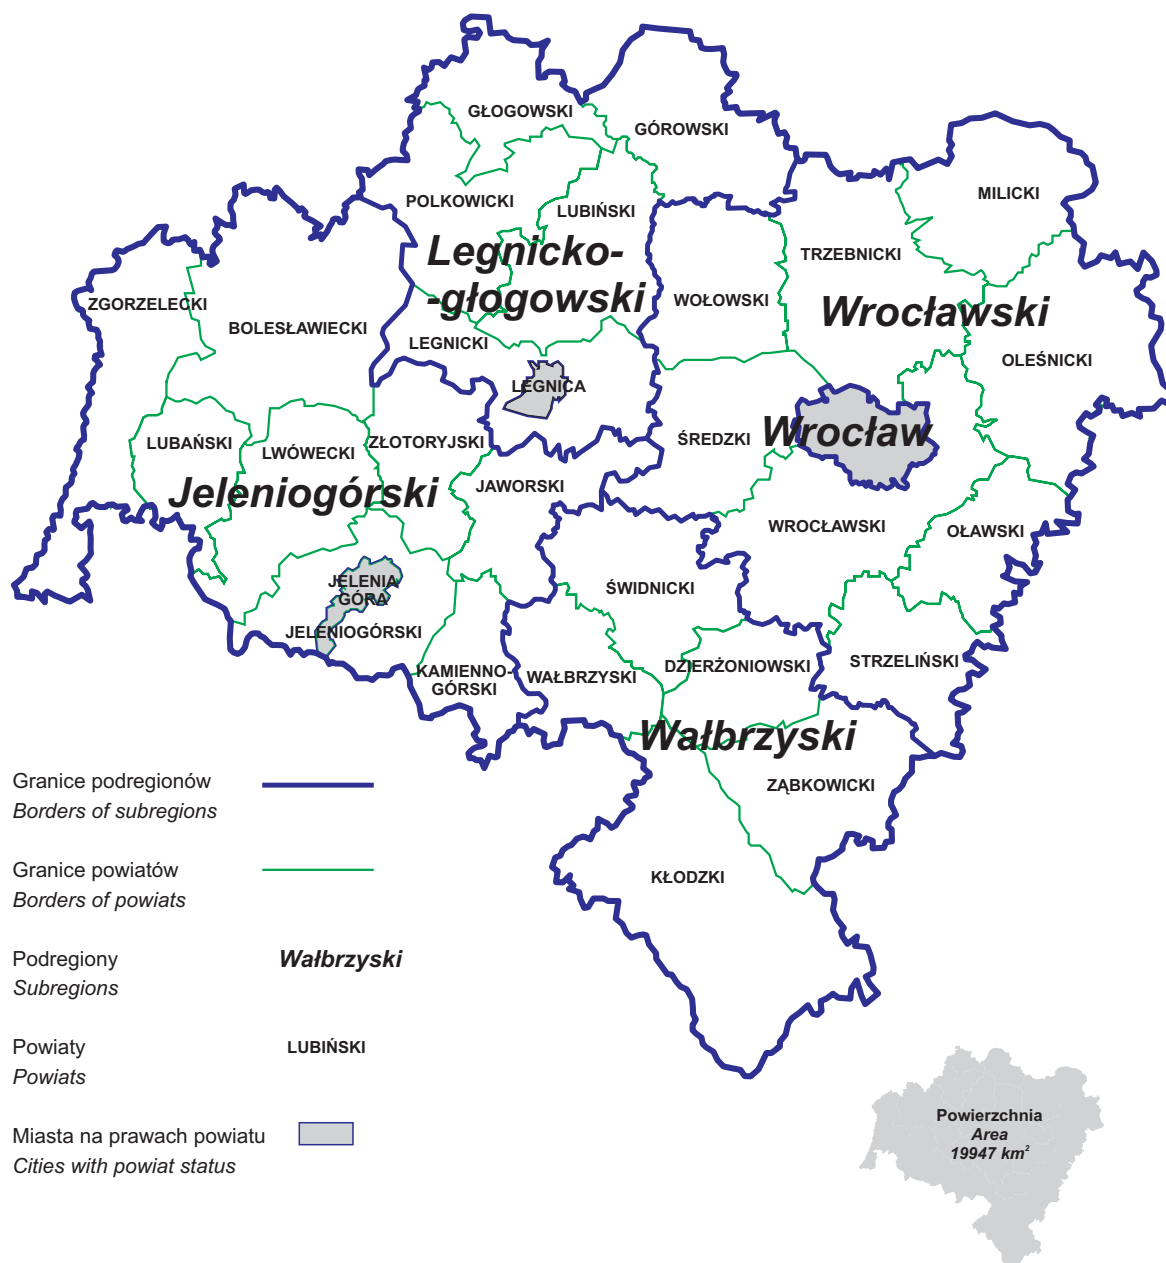 GŁOGOWSKI
GÓROWSKI
MILICKI
POLKOWICKI
LUBIŃSKI
TRZEBNICKI
Legnicko-
-głogowski
ZGORZELECKI
WOŁOWSKI
Wrocławski
BOLESŁAWIECKI
LEGNICKI
OLEŚNICKI
LEGNICA
LUBAŃSKI
LWÓWECKI
ZŁOTORYJSKI
ŚREDZKI
Wrocław
Jeleniogórski
JAWORSKI
WROCŁAWSKI
OŁAWSKI
JELENIA
GÓRA
ŚWIDNICKI
JELENIOGÓRSKI
KAMIENNO-
GÓRSKI
WAŁBRZYSKI
DZIERŻONIOWSKI
STRZELIŃSKI
Wałbrzyski
ZĄBKOWICKI
KŁODZKI
Granice podregionów
Borders of subregions
Granice powiatów
Borders of powiats
Podregiony
Subregions
Wałbrzyski
Powiaty
Powiats
LUBIŃSKI
Miasta na prawach powiatu
Cities with powiat status
Powierzchnia
Area
19947 km²